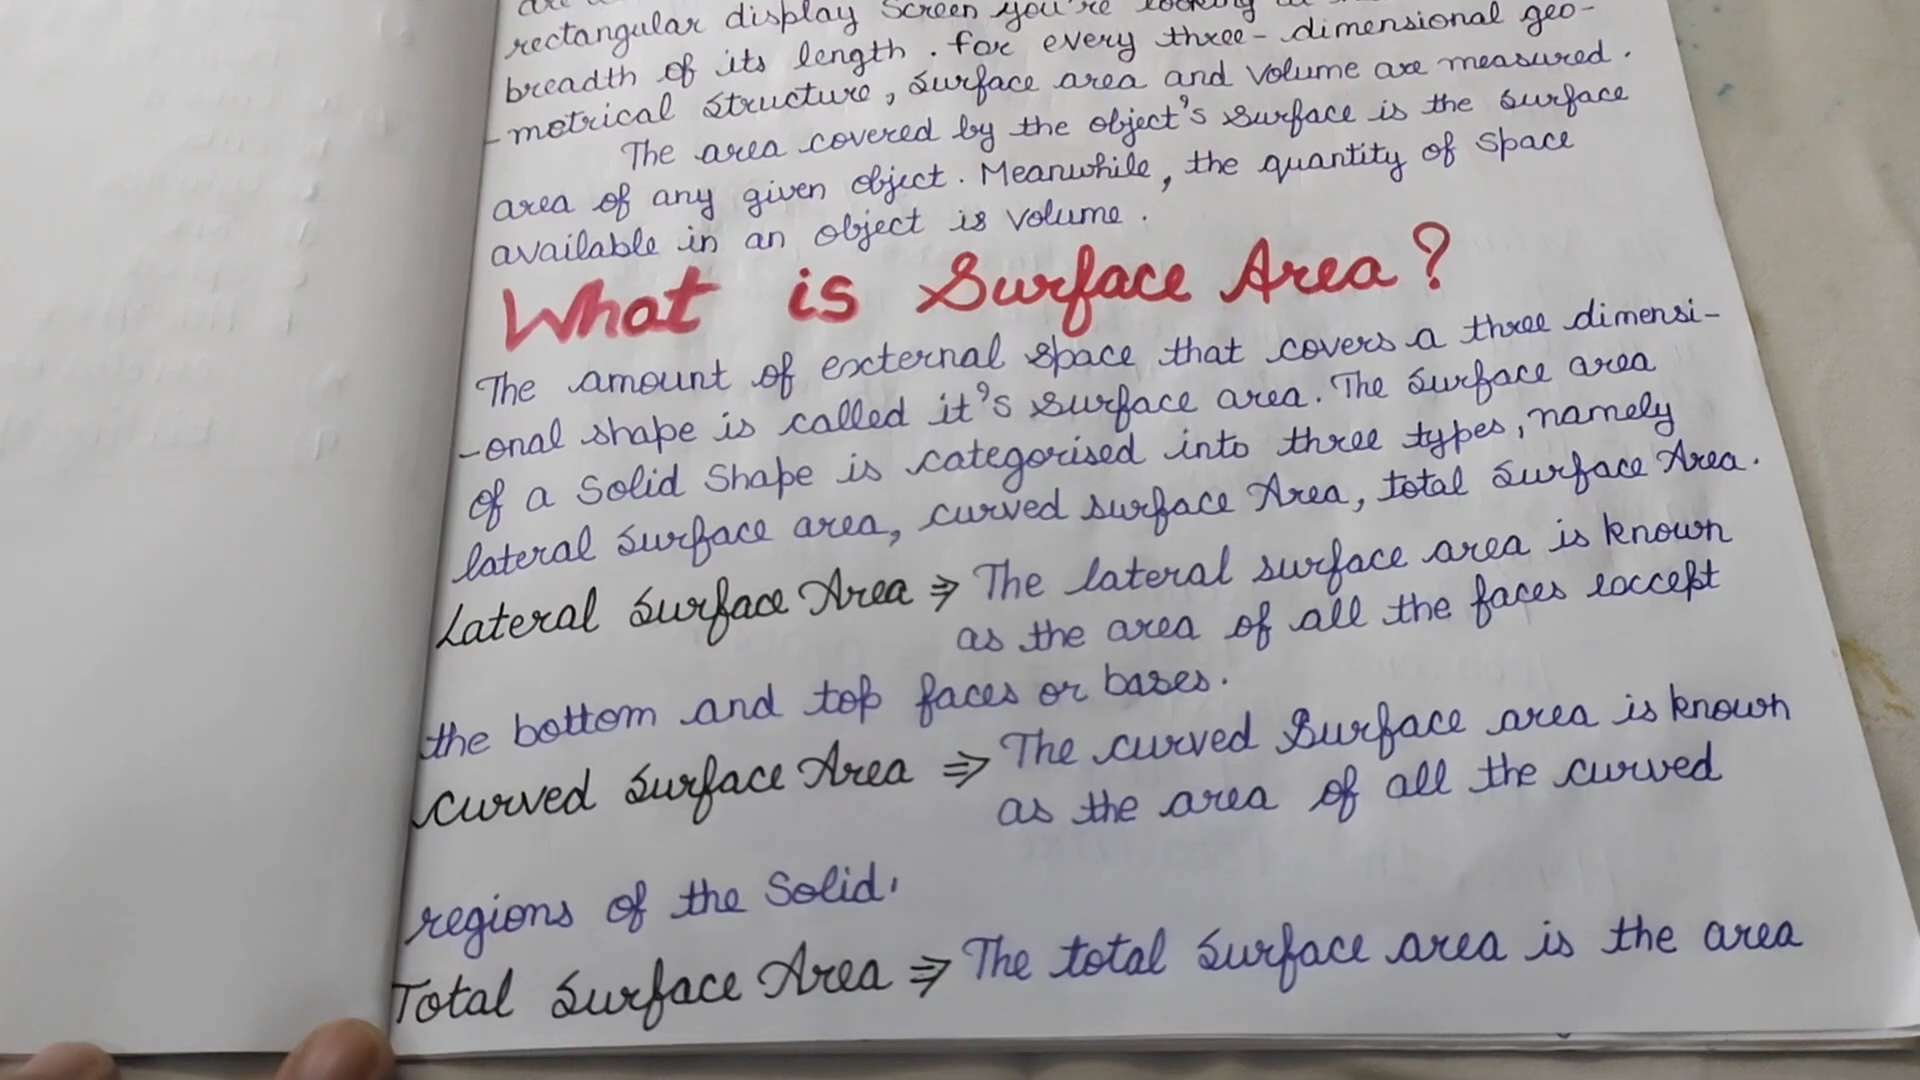 rectangular display Screen you're looking
breadth of its length. For every three-dimensional geo-
-metrical structure, surface area and volume are measured.
The area covered by the object's surface is the surface
area of any given object. Meanwhile, the quantity of space
available in an object is volume.
What is Surface Area?
The amount of external space that covers a three dimensi-
-onal shape is called it's surface area. The surface area
of a Solid Shape is categorised into three types, namely
lateral surface area, curved surface Area, total surface Area.
Lateral Surface Area ⇒ The lateral surface area is known
as the area of all the faces except
the bottom and top faces or bases.
Curved Surface Area ⇒ The curved Surface area is known
as the area of all the curved
regions of the Solid.
Total Surface Area ⇒ The total surface area is the area